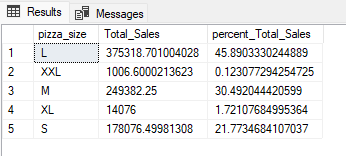 Results Messages
pizza_size Total_Sales percent_Total_Sales
1 L 375318.701004028 45.8903330244889
2 XXL 1006.6000213623 0.123077294254725
3 M 249382.25 30.492044420599
4 XL 14076 1.72107684995364
5 S 178076.49981308 21.7734684107037